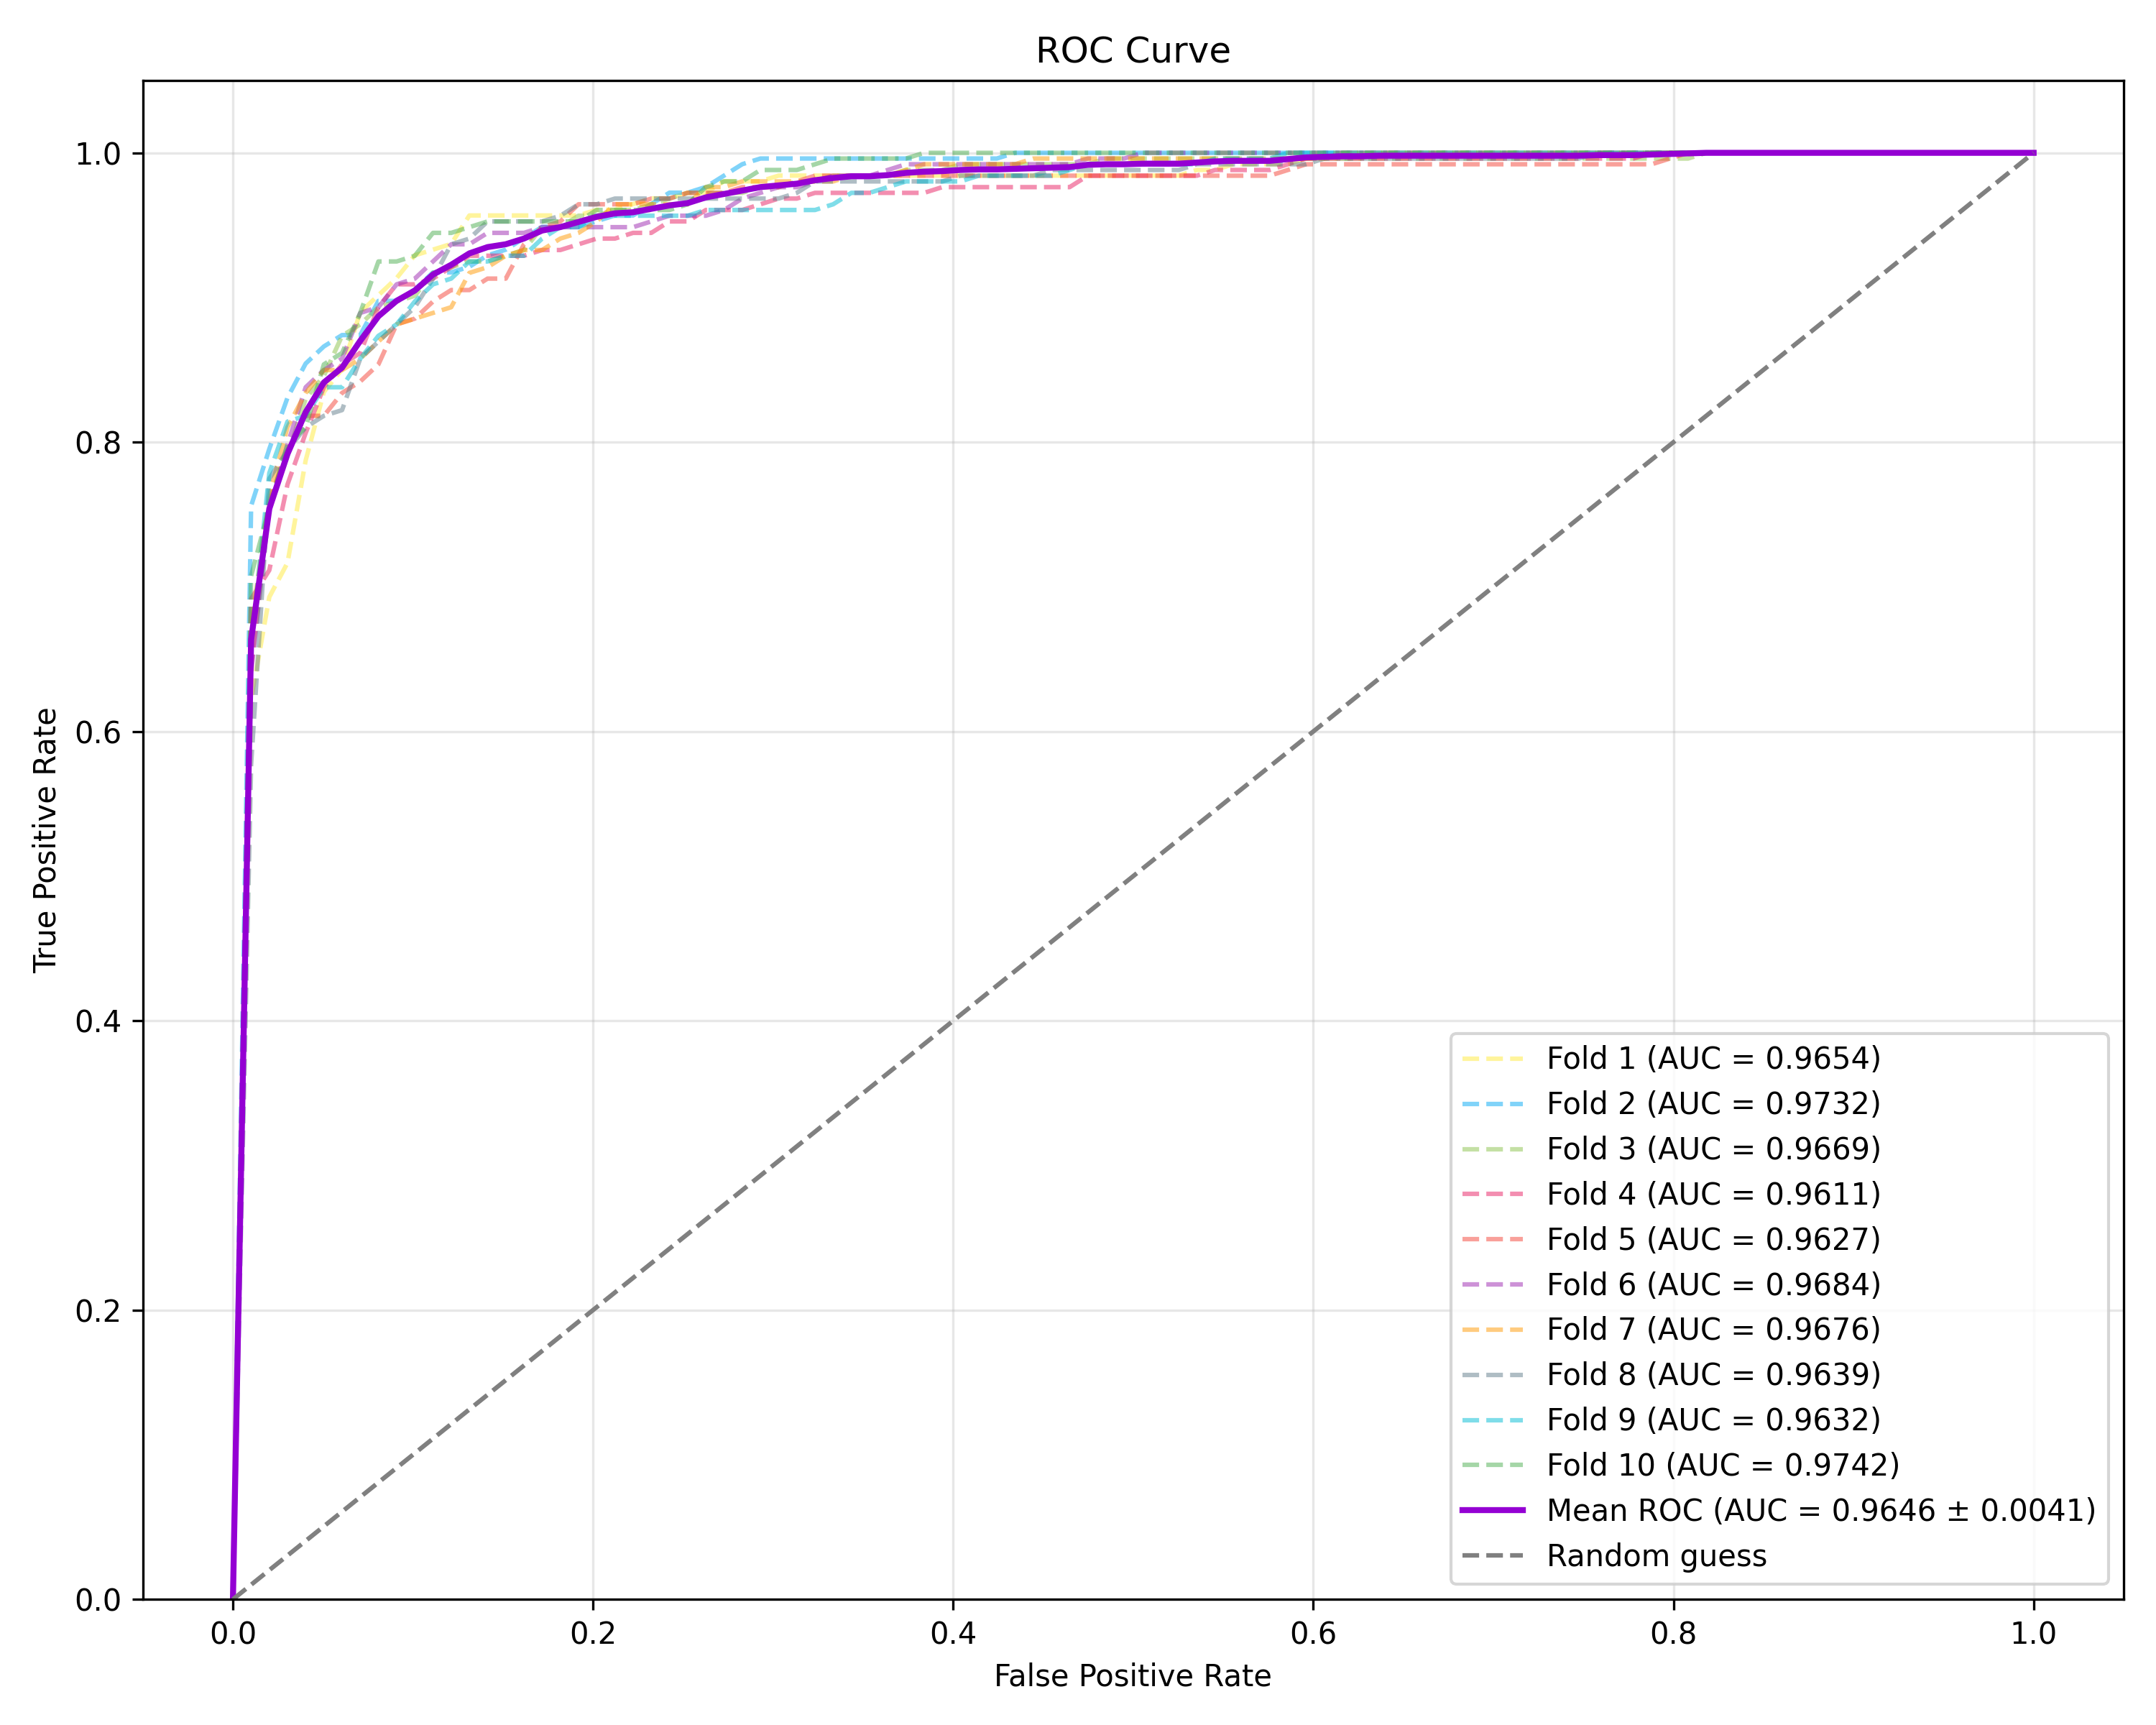 ROC Curve
1.0
0.8
0.6
0.4
0.2
0.0
True Positive Rate
0.0
0.2
0.4
0.6
0.8
1.0
False Positive Rate
Fold 1 (AUC = 0.9654)
Fold 2 (AUC = 0.9732)
Fold 3 (AUC = 0.9669)
Fold 4 (AUC = 0.9611)
Fold 5 (AUC = 0.9627)
Fold 6 (AUC = 0.9684)
Fold 7 (AUC = 0.9676)
Fold 8 (AUC = 0.9639)
Fold 9 (AUC = 0.9632)
Fold 10 (AUC = 0.9742)
Mean ROC (AUC = 0.9646 ± 0.0041)
Random guess